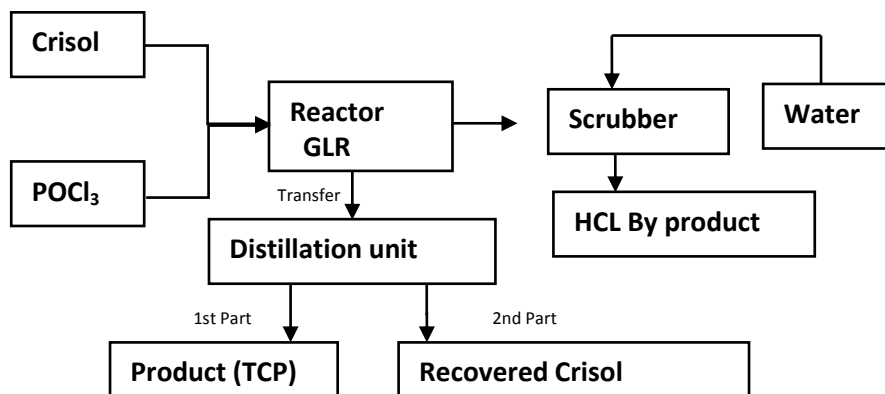 Crisol
POCl₃
Reactor
GLR
Scrubber
Water
Transfer
HCL By product
Distillation unit
1st Part
2nd Part
Product (TCP)
Recovered Crisol